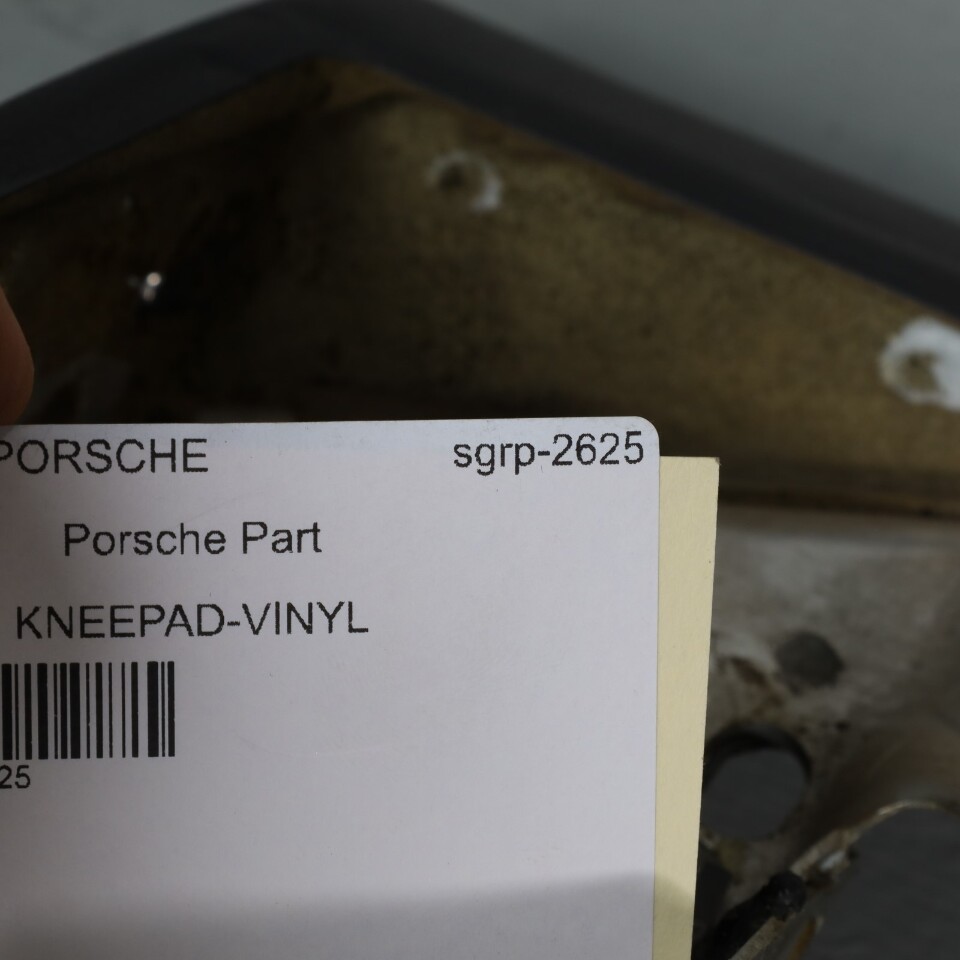 PORSCHE sgrp-2625
Porsche Part
KNEEPAD-VINYL
25